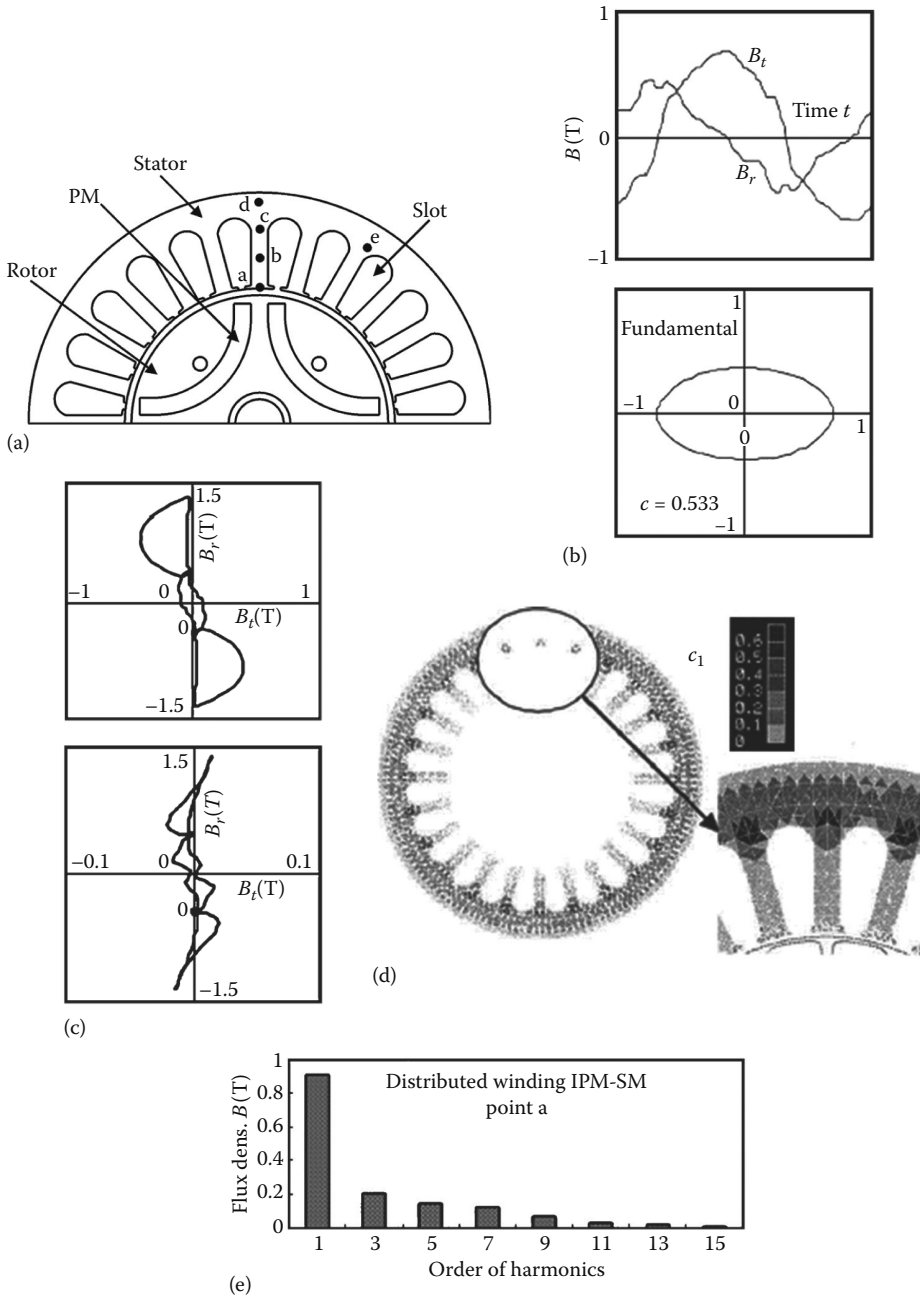 Stator
PM
Rotor
d
c
e
b
a
Slot
(a)
1
B_t
Time t
B (T)
0
B_r
−1
1
Fundamental
−1
0
0
1
c = 0.533
−1
(b)
1.5
B_r(T)
−1
0
1
B_t(T)
0
−1.5
1.5
B_r(T)
−0.1
0
0.1
B_t(T)
0
−1.5
(c)
c_1
0.6
0.5
0.4
0.3
0.2
0.1
0
(d)
Distributed winding IPM-SM
point a
Flux dens. B (T)
1
0.8
0.6
0.4
0.2
0
1 3 5 7 9 11 13 15
Order of harmonics
(e)